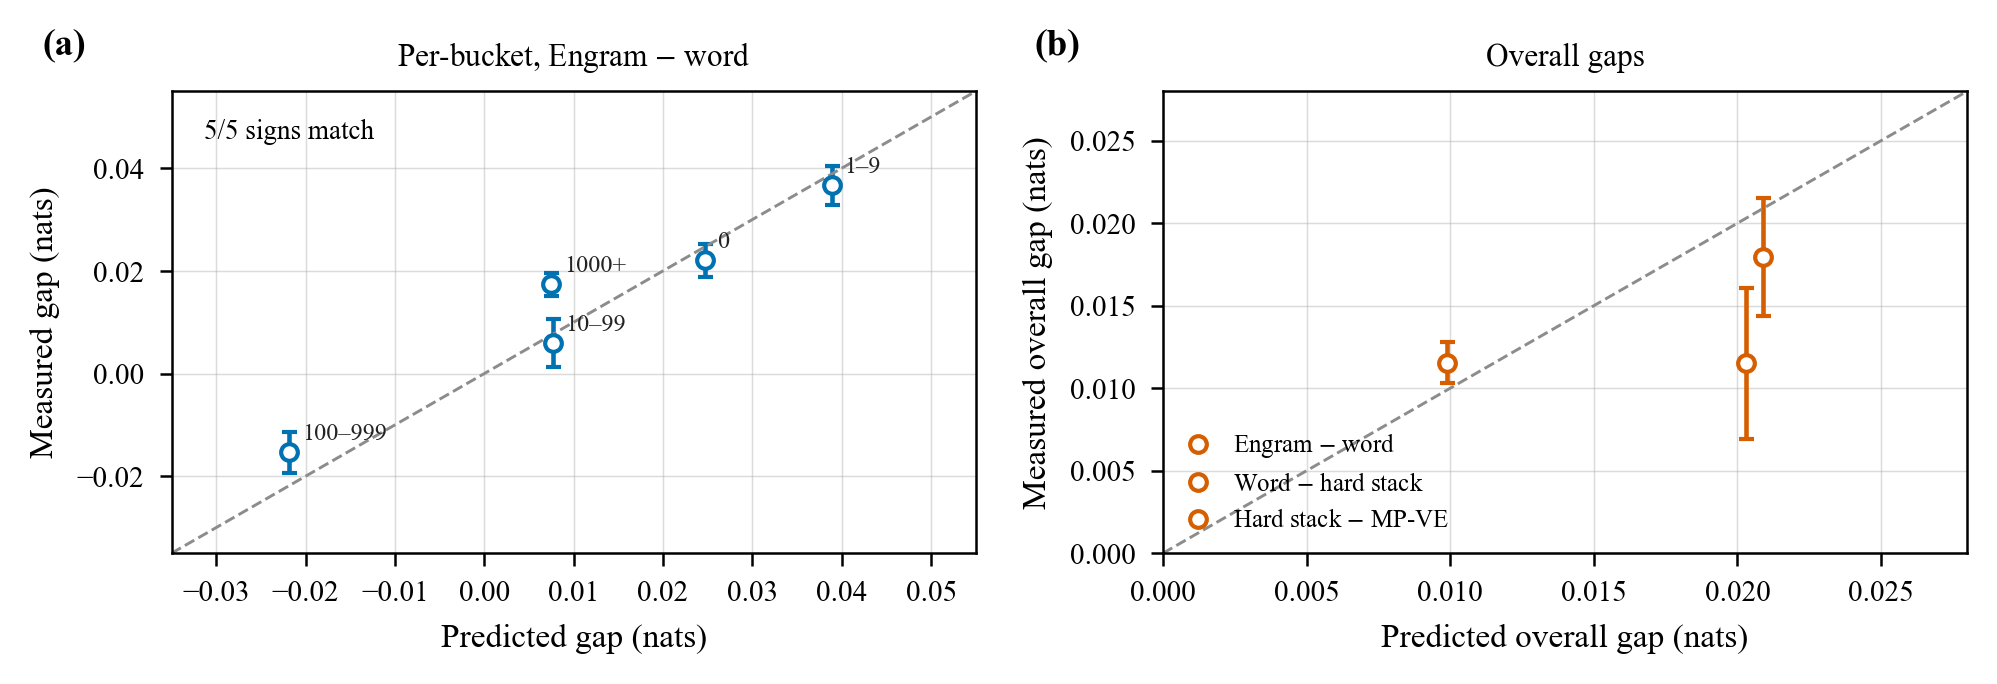 (a)
Per-bucket, Engram − word
5/5 signs match
1–9
0
1000+
10–99
100–999
0.04
0.02
0.00
−0.02
Measured gap (nats)
−0.03 −0.02 −0.01 0.00 0.01 0.02 0.03 0.04 0.05
Predicted gap (nats)
(b)
Overall gaps
0.025
0.020
0.015
0.010
0.005
0.000
Measured overall gap (nats)
Engram − word
Word − hard stack
Hard stack − MP-VE
0.000 0.005 0.010 0.015 0.020 0.025
Predicted overall gap (nats)